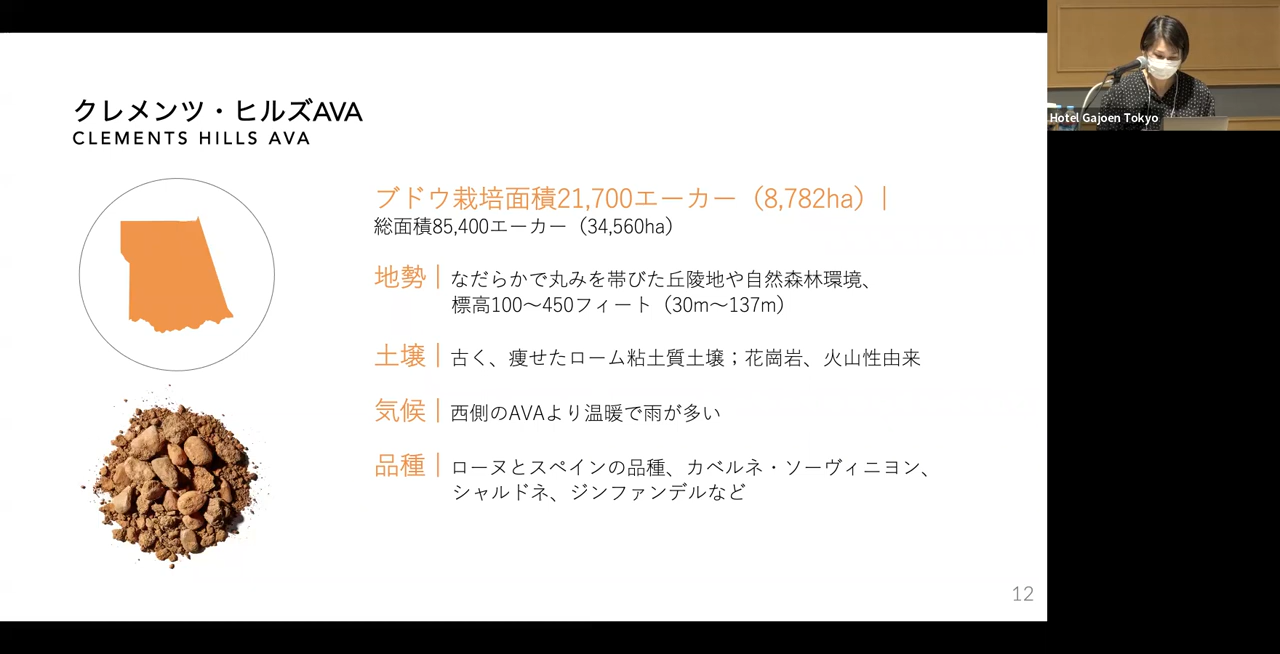 クレメンツ・ヒルズAVA
CLEMENTS HILLS AVA
ブドウ栽培面積21,700エーカー（8,782ha）|
総面積85,400エーカー（34,560ha）
地勢 | なだらかで丸みを帯びた丘陵地や自然森林環境、
標高100〜450フィート（30m〜137m）
土壌 | 古く、痩せたローム粘土質土壌；花崗岩、火山性由来
気候 | 西側のAVAより温暖で雨が多い
品種 | ローヌとスペインの品種、カベルネ・ソーヴィニヨン、
シャルドネ、ジンファンデルなど
12
Hotel Gajoen Tokyo